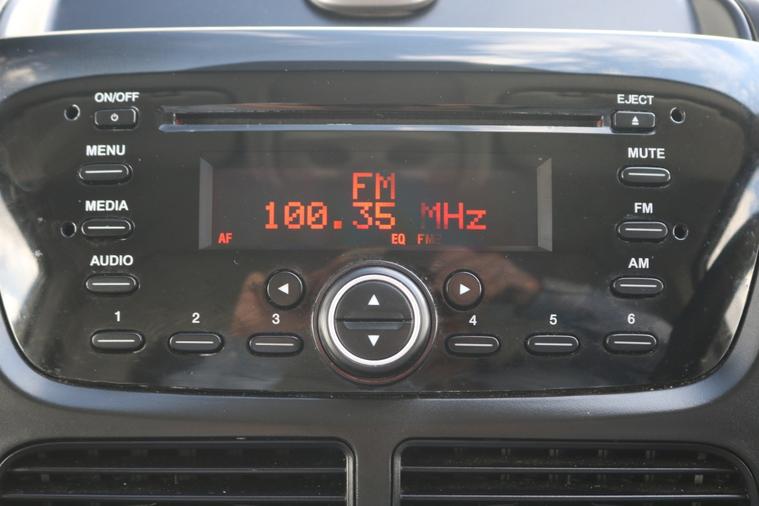 ON/OFF
EJECT
MENU
MUTE
MEDIA
FM
AUDIO
AM
FM
100.35 MHz
AF EQ FM2
1 2 3 4 5 6